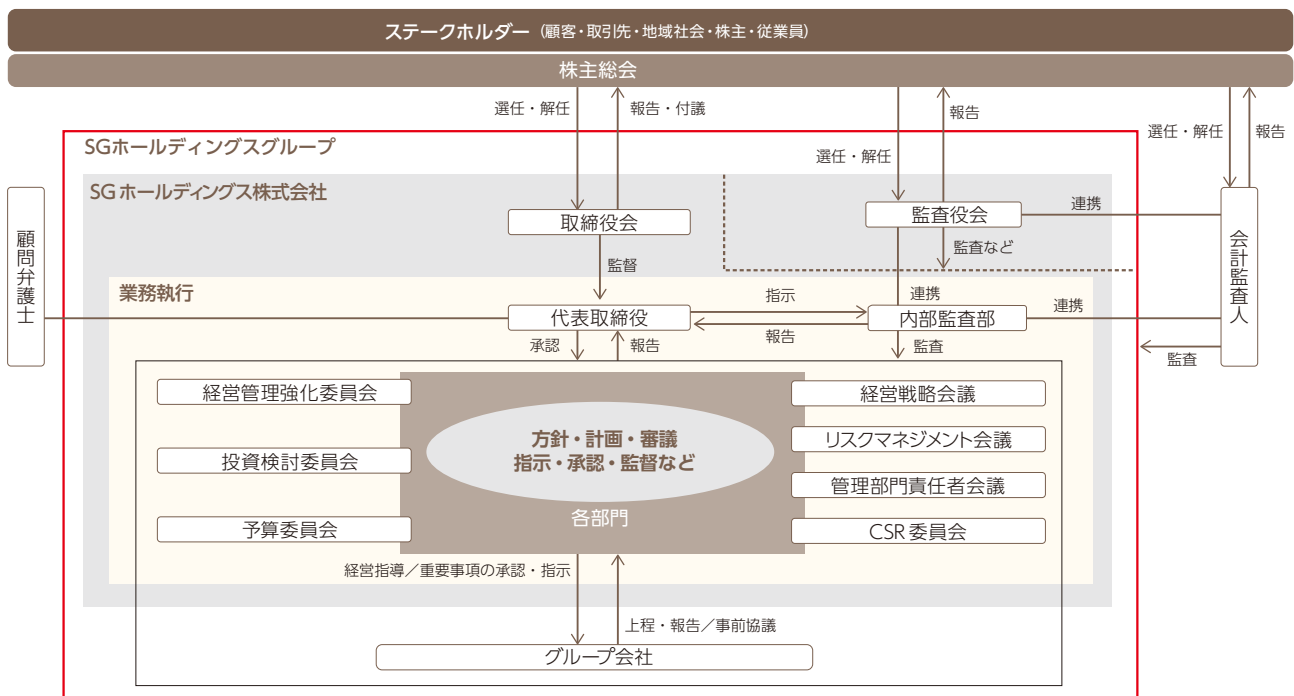 ステークホルダー（顧客・取引先・地域社会・株主・従業員）
株主総会
選任・解任
報告・付議
報告
選任・解任
報告
選任・解任
SGホールディングスグループ
SGホールディングス株式会社
取締役会
監査役会
連携
顧問弁護士
会計監査人
監督
監査など
業務執行
指示
連携
代表取締役
内部監査部
連携
報告
承認
報告
監査
監査
経営管理強化委員会
経営戦略会議
方針・計画・審議
指示・承認・監督など
リスクマネジメント会議
投資検討委員会
管理部門責任者会議
予算委員会
各部門
CSR委員会
経営指導／重要事項の承認・指示
上程・報告／事前協議
グループ会社